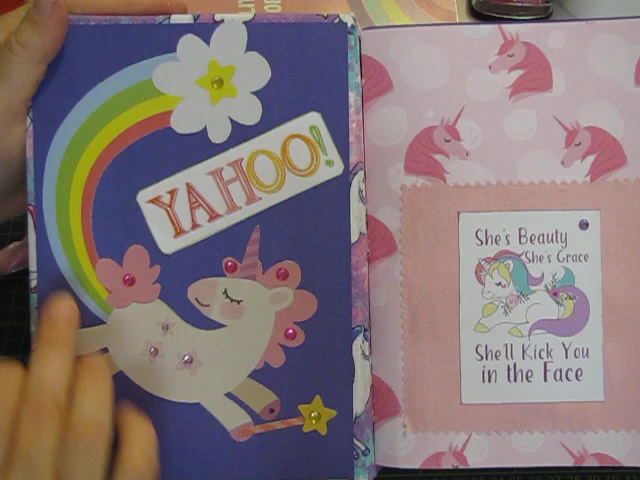 YAHOO!
She's Beauty
She's Grace
She'll Kick You
in the Face